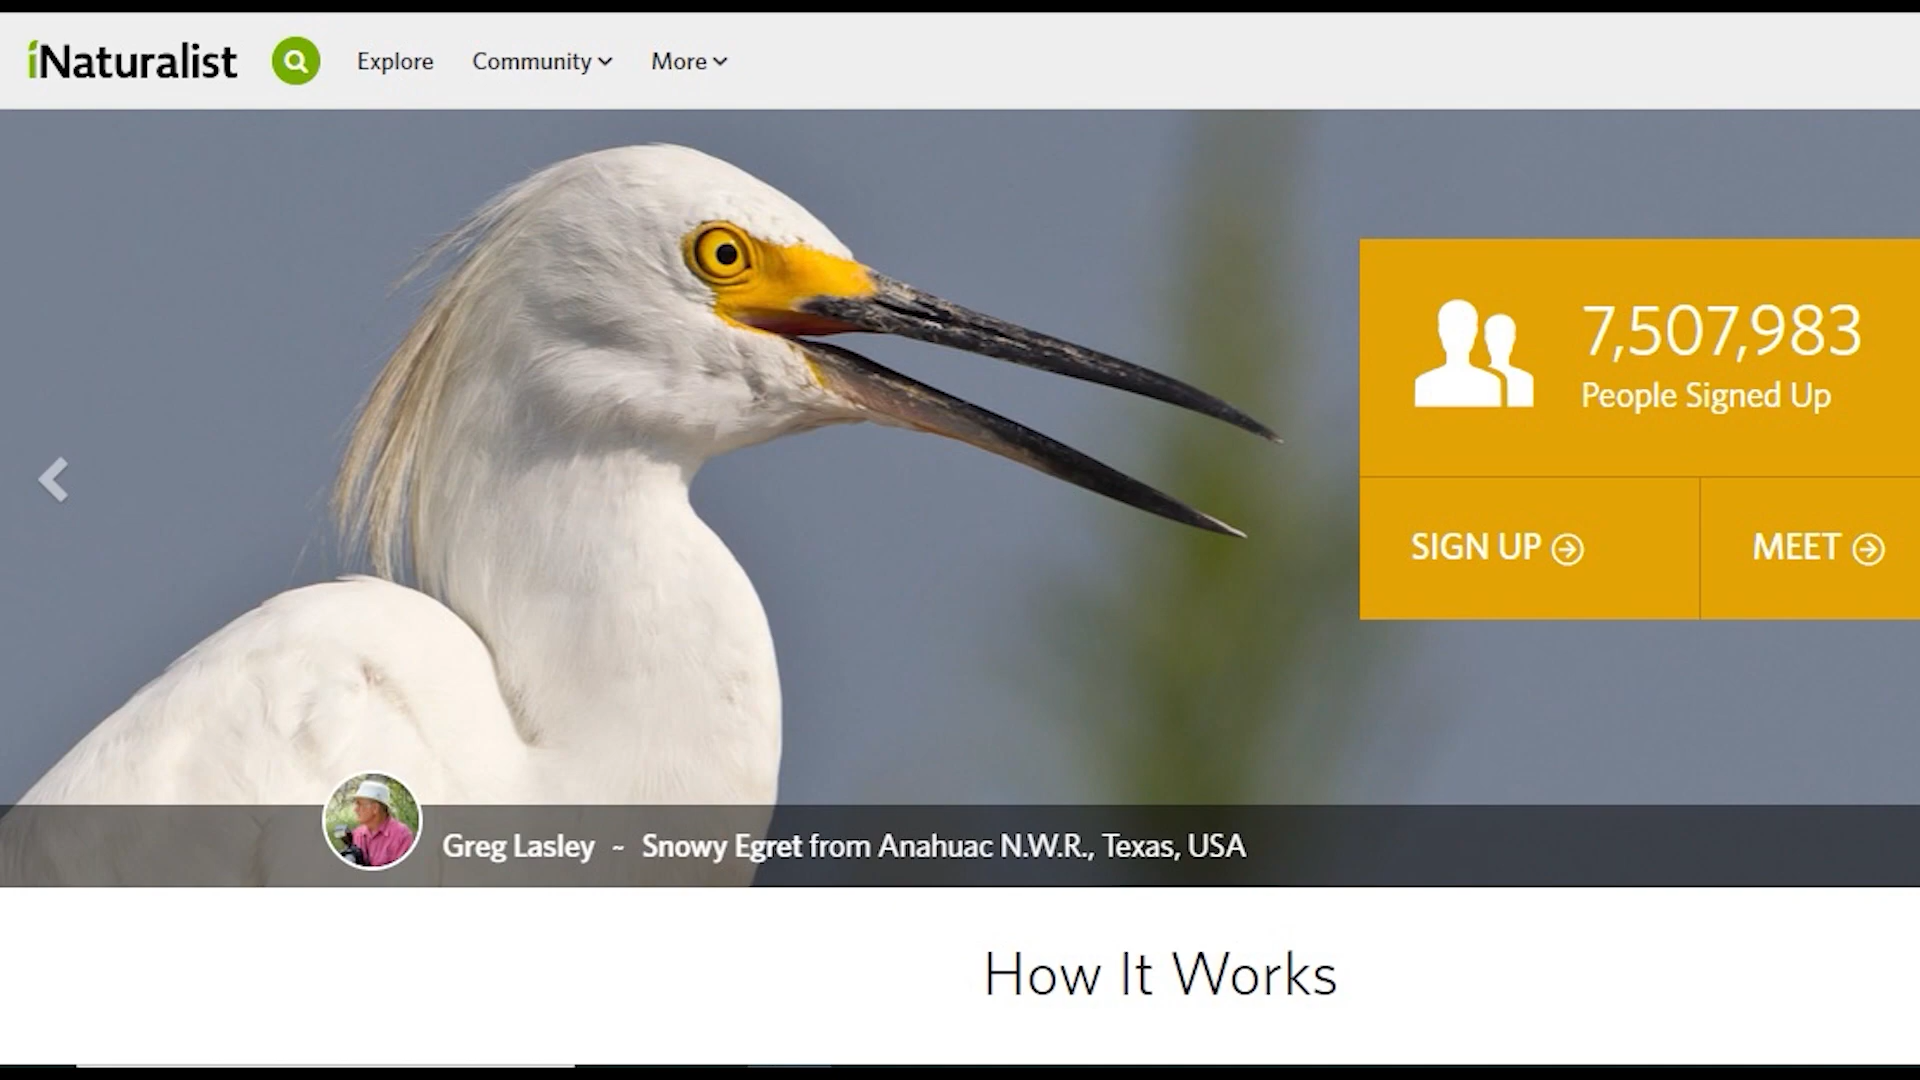 iNaturalist
Explore
Community
More
7,507,983
People Signed Up
SIGN UP
MEET
Greg Lasley ~ Snowy Egret from Anahuac N.W.R., Texas, USA
How It Works